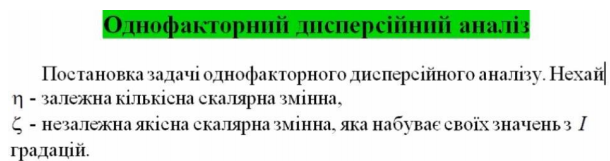 Однофакторний дисперсійний аналіз
Постановка задачі однофакторного дисперсійного аналізу. Нехай
η - залежна кількісна скалярна змінна,
ζ - незалежна якісна скалярна змінна, яка набуває своїх значень з I
градацій.